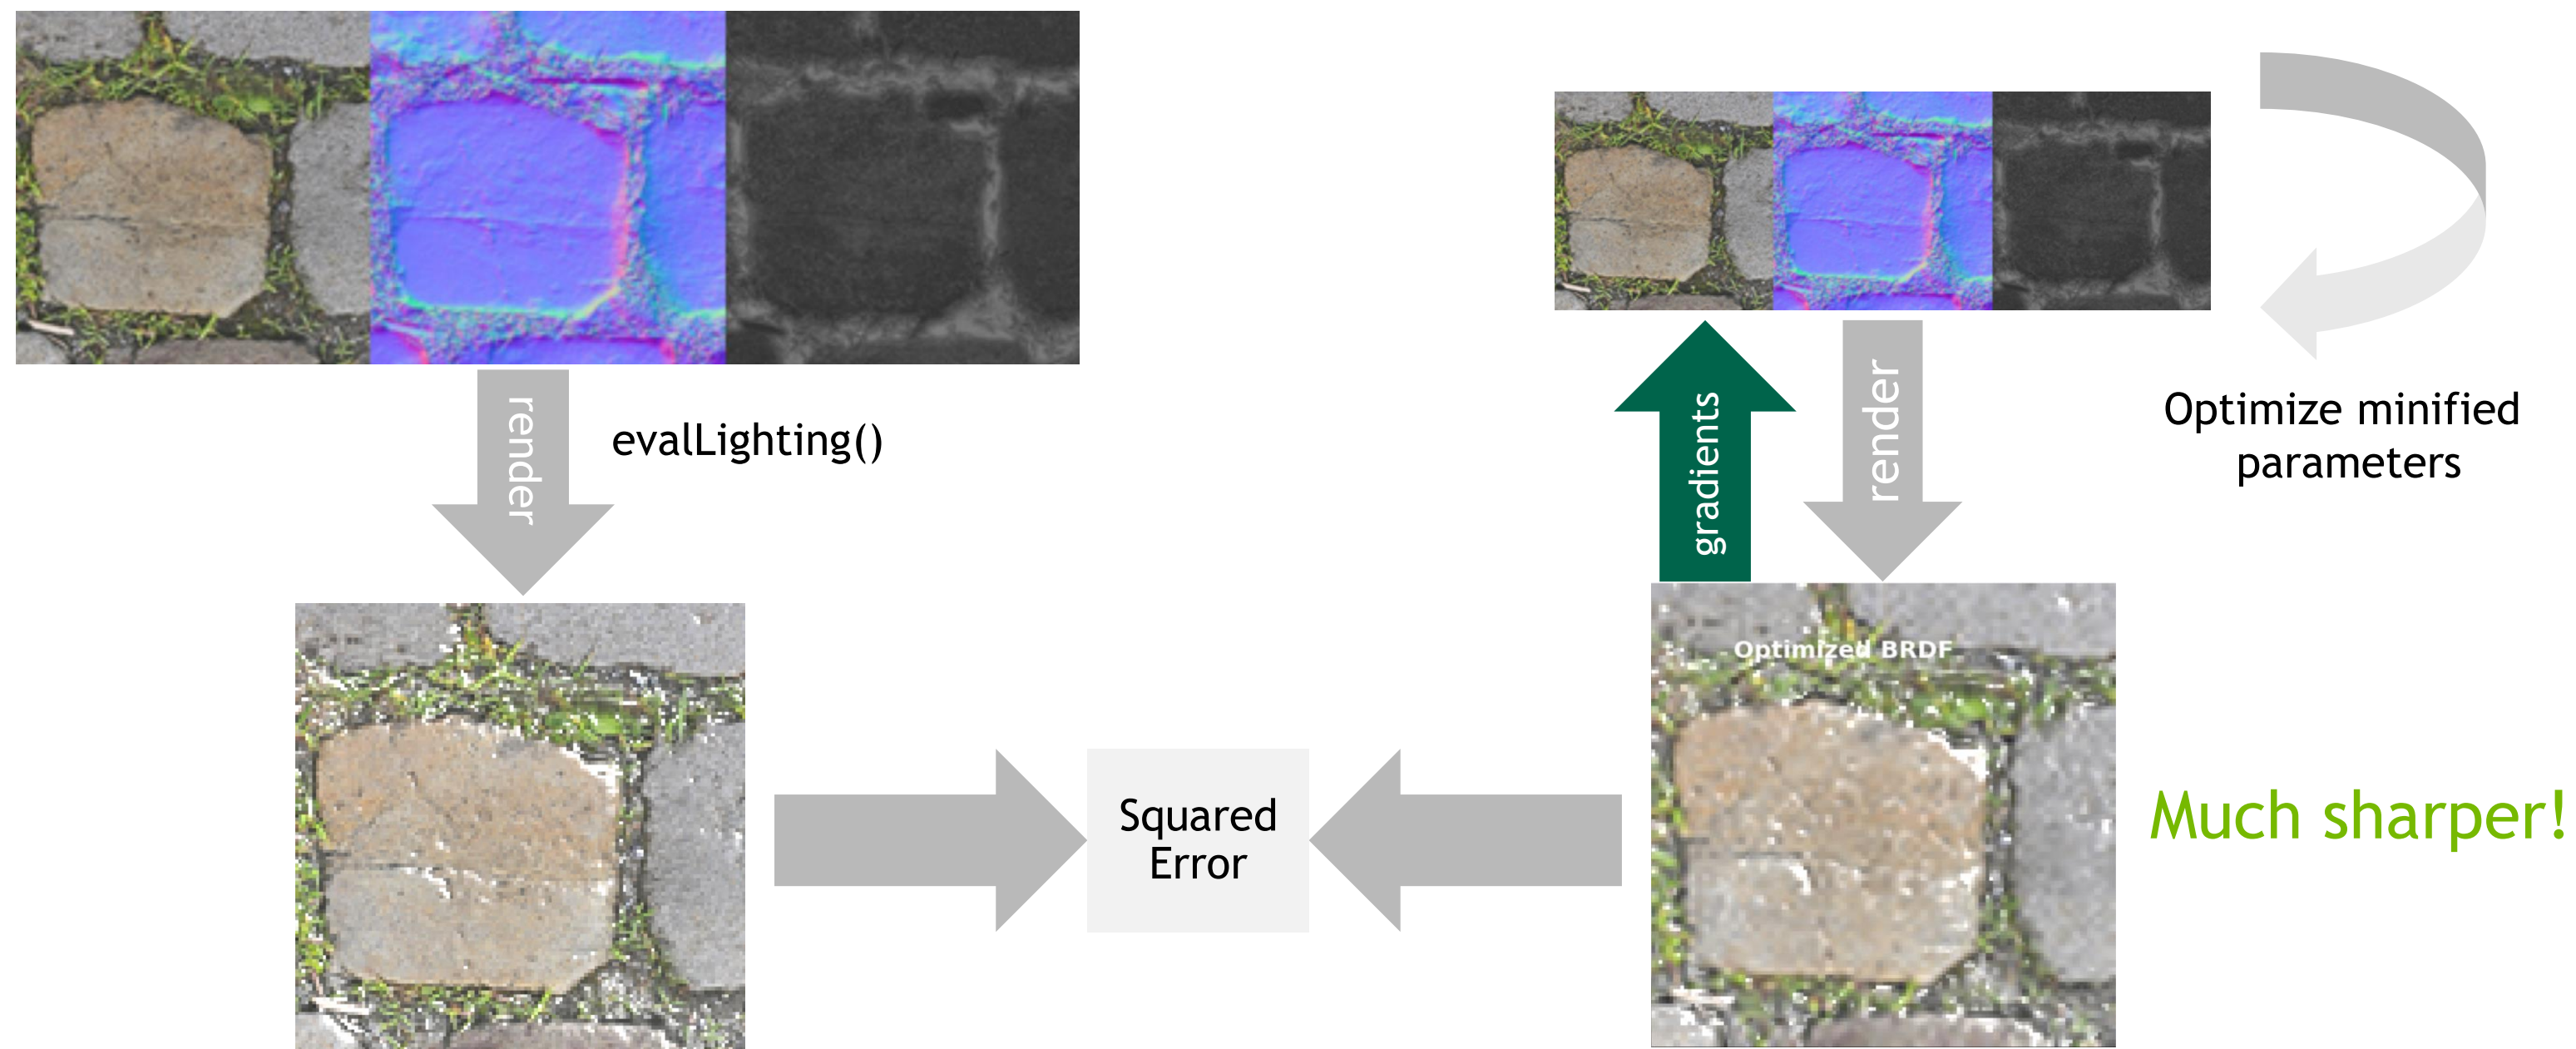 render
evalLighting()
gradients
render
Optimize minified
parameters
Optimized BRDF
Squared
Error
Much sharper!